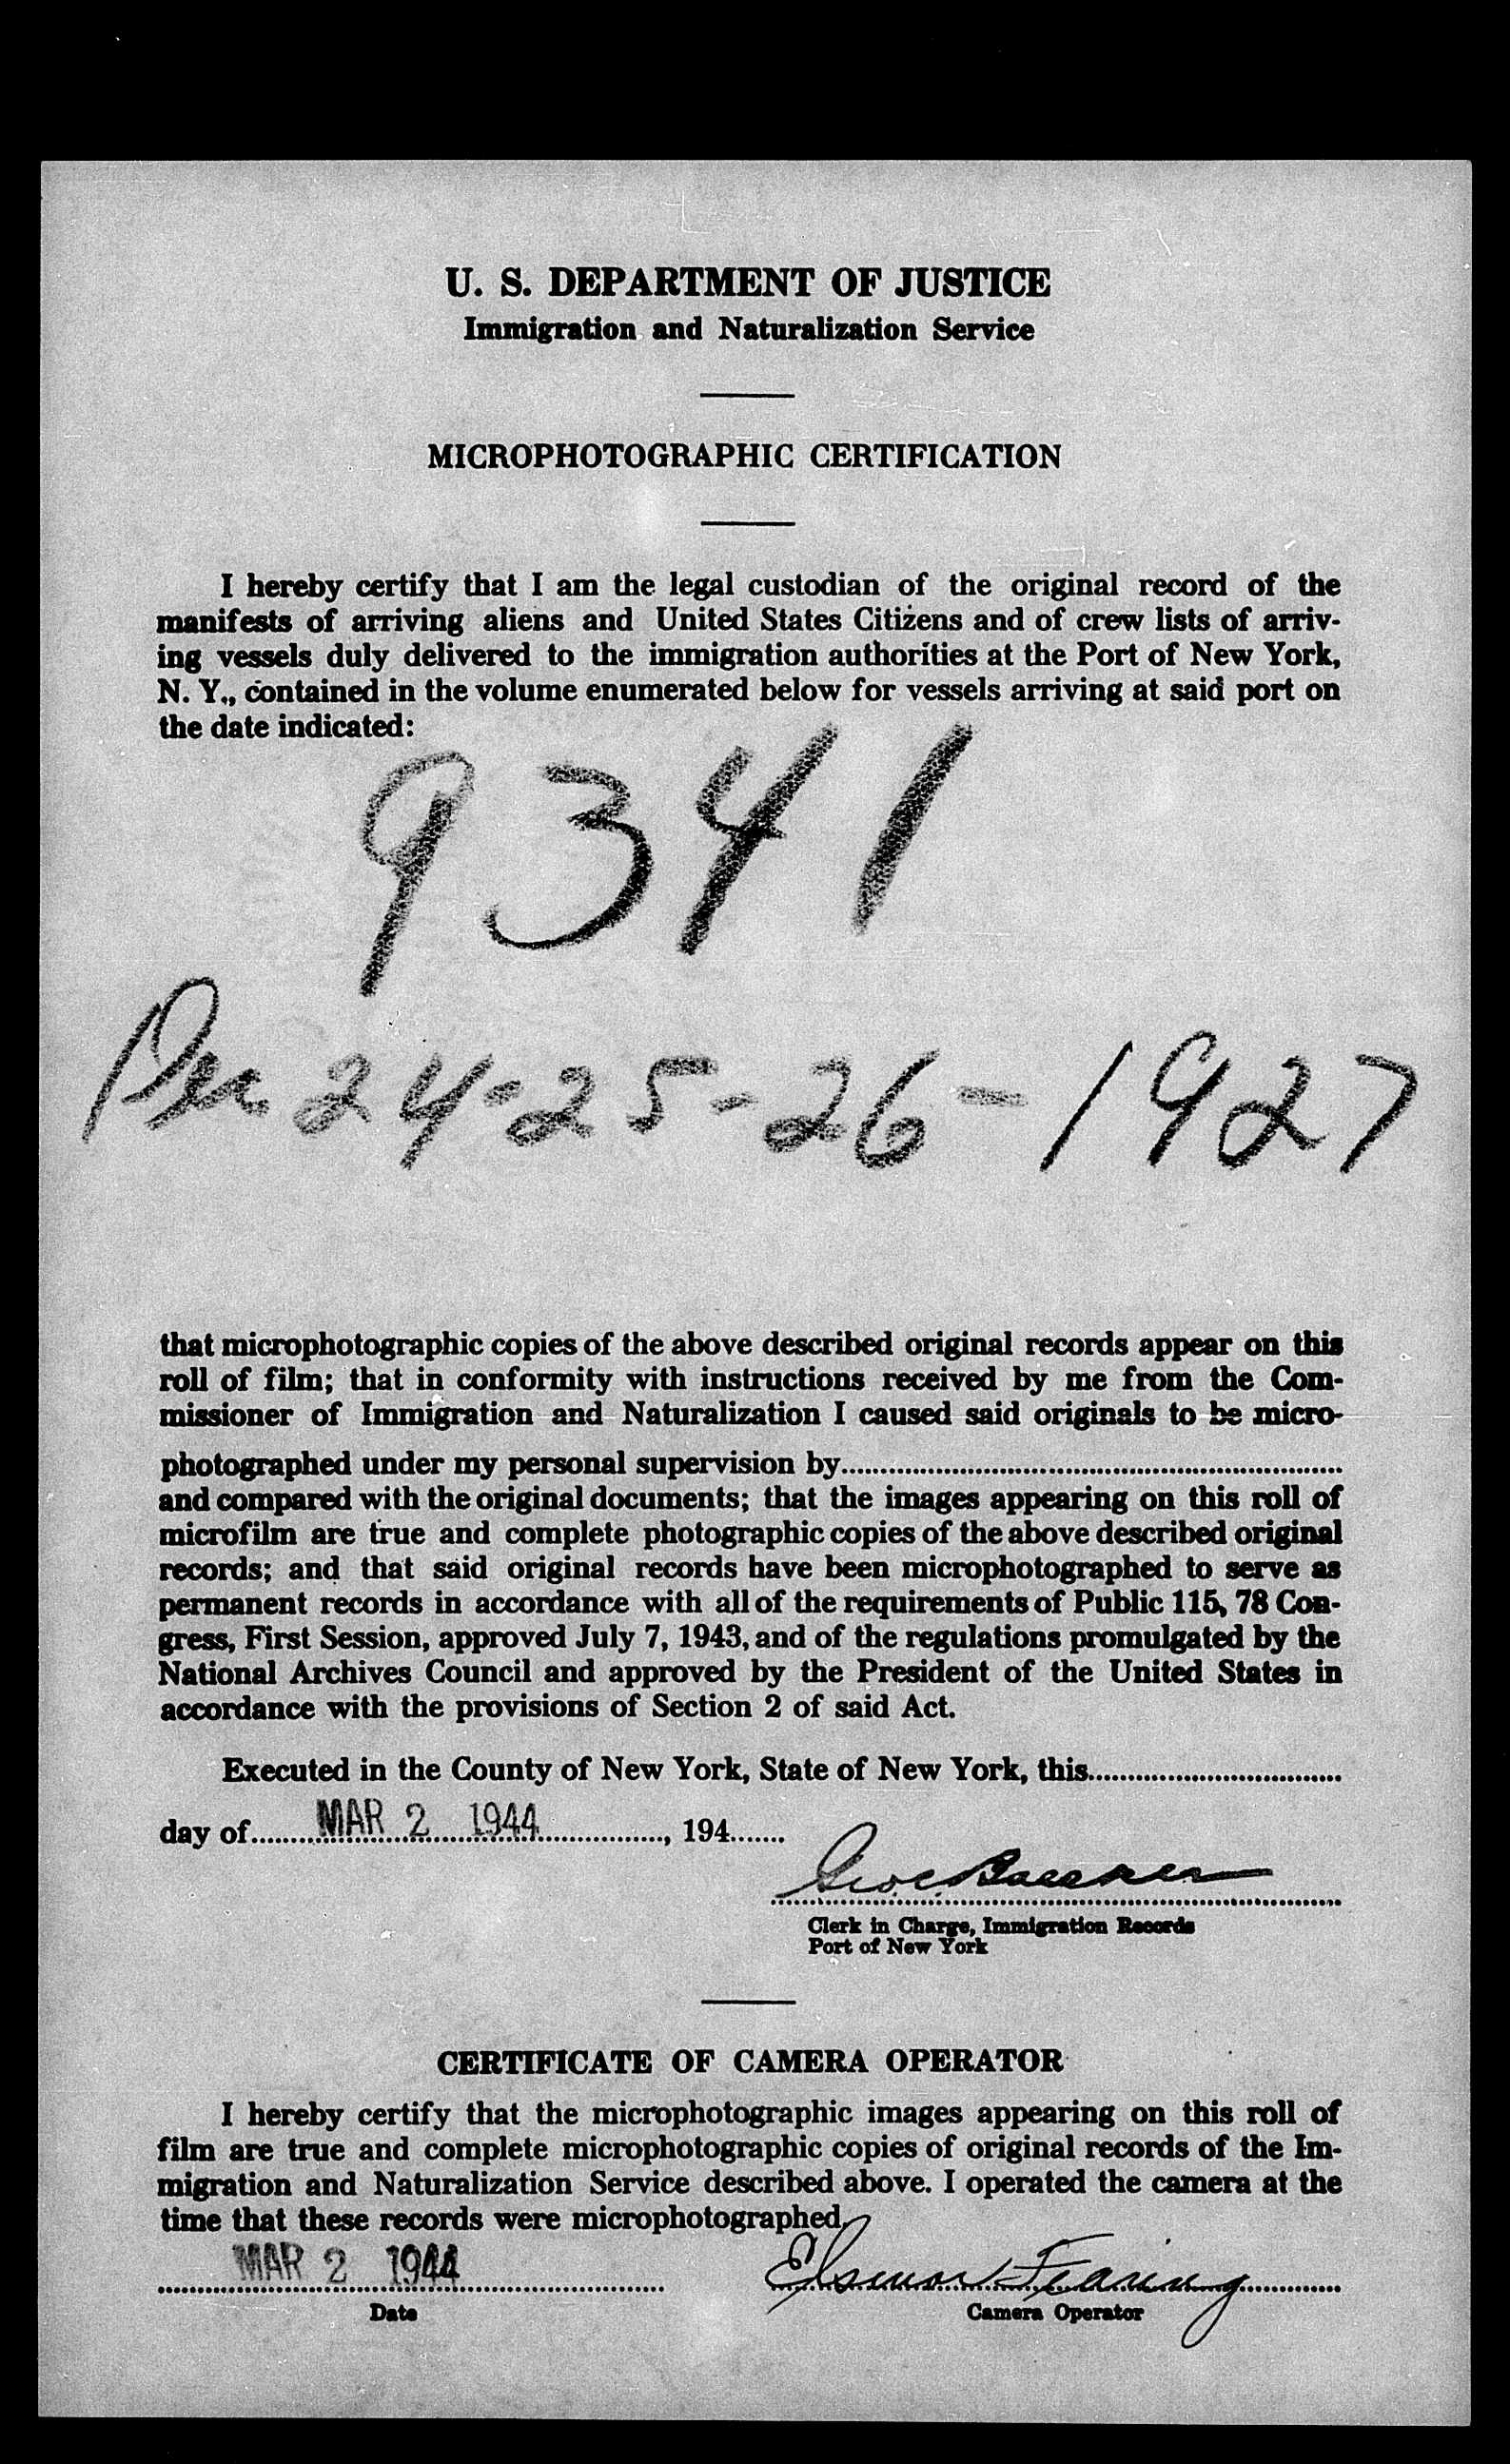 U. S. DEPARTMENT OF JUSTICE
Immigration and Naturalization Service
MICROPHOTOGRAPHIC CERTIFICATION
I hereby certify that I am the legal custodian of the original record of the
manifests of arriving aliens and United States Citizens and of crew lists of arriv-
ing vessels duly delivered to the immigration authorities at the Port of New York,
N. Y., contained in the volume enumerated below for vessels arriving at said port on
the date indicated:
9341
Dec 24-25-26-1927
that microphotographic copies of the above described original records appear on this
roll of film; that in conformity with instructions received by me from the Com-
missioner of Immigration and Naturalization I caused said originals to be micro-
photographed under my personal supervision by
and compared with the original documents; that the images appearing on this roll of
microfilm are true and complete photographic copies of the above described original
records; and that said original records have been microphotographed to serve as
permanent records in accordance with all of the requirements of Public 115, 78 Con-
gress, First Session, approved July 7, 1943, and of the regulations promulgated by the
National Archives Council and approved by the President of the United States in
accordance with the provisions of Section 2 of said Act.
Executed in the County of New York, State of New York, this
day of MAR 2 1944, 194
Clerk in Charge, Immigration Records
Port of New York
CERTIFICATE OF CAMERA OPERATOR
I hereby certify that the microphotographic images appearing on this roll of
film are true and complete microphotographic copies of original records of the Im-
migration and Naturalization Service described above. I operated the camera at the
time that these records were microphotographed.
MAR 2 1944 Fearing
Date Camera Operator